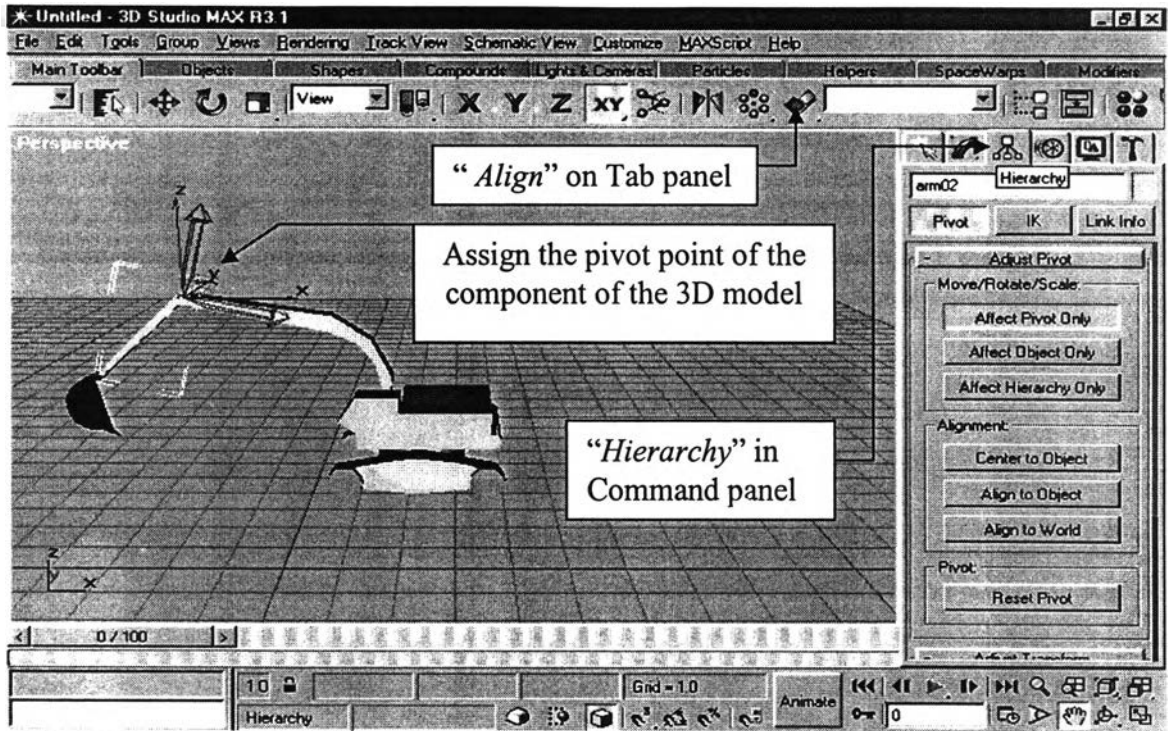 Untitled - 3D Studio MAX R3.1
File Edit Tools Group Views Rendering Track View Schematic View Customize MAXScript Help
Main Toolbar Objects Shapes Compounds Lights & Cameras Particles Helpers SpaceWarps Modifiers
View X Y Z XY
Perspective
“Align” on Tab panel
Hierarchy
arm02
Pivot IK Link Info
Assign the pivot point of the
component of the 3D model
z
y
x
- Adjust Pivot
Move/Rotate/Scale:
Affect Pivot Only
Affect Object Only
Affect Hierarchy Only
“Hierarchy” in
Command panel
Alignment:
Center to Object
Align to Object
Align to World
Pivot:
Reset Pivot
- Adjust Transform
z
y
x
< 0 / 100 >
10 Grid = 1.0
Animate
Hierarchy
0